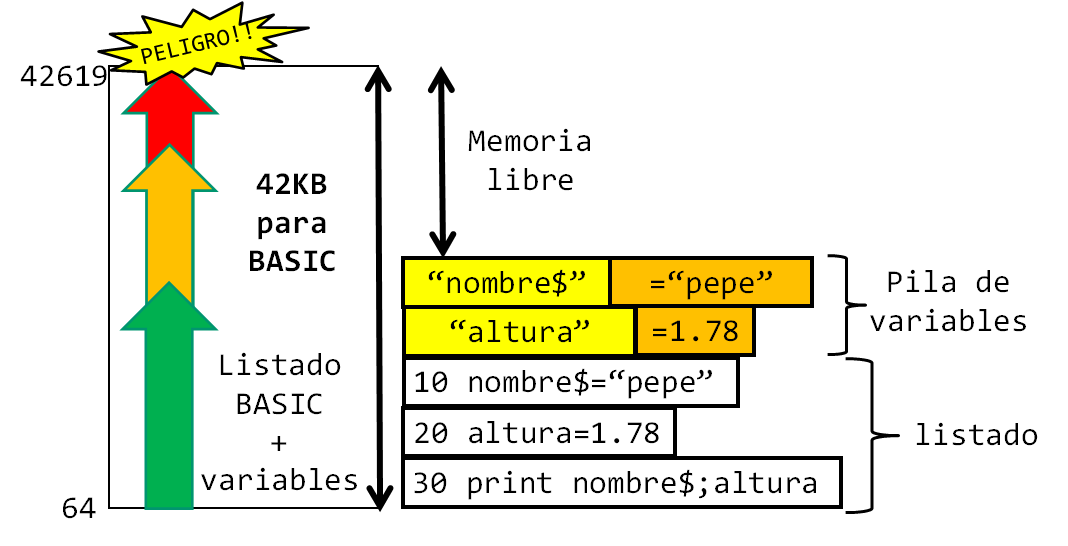 PELIGRO!!
42619
42KB
para
BASIC
Listado
BASIC
+
variables
64
Memoria
libre
“nombre$” =“pepe”
“altura” =1.78
Pila de
variables
10 nombre$=“pepe”
20 altura=1.78
30 print nombre$;altura
listado